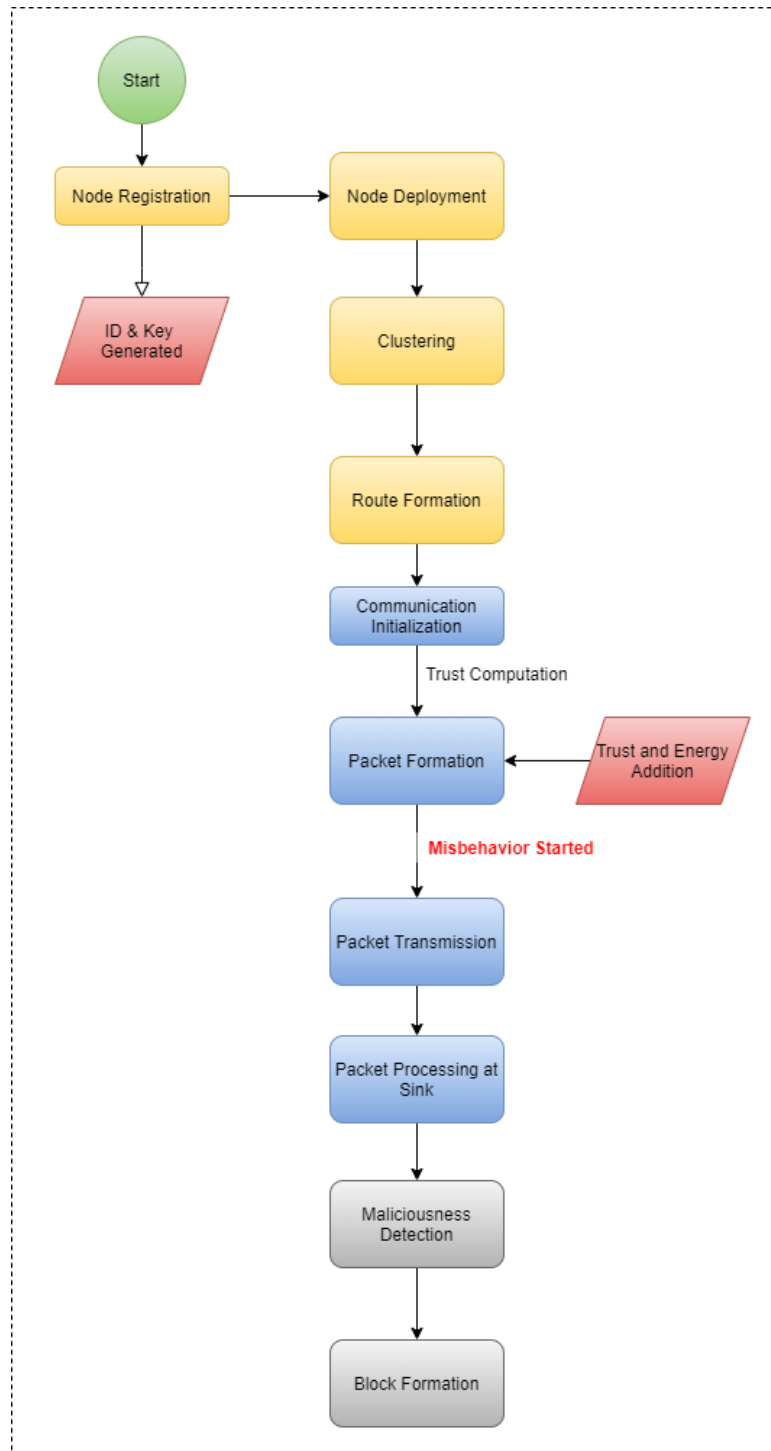 Start
Node Registration
Node Deployment
ID & Key
Generated
Clustering
Route Formation
Communication
Initialization
Trust Computation
Packet Formation
Trust and Energy
Addition
Misbehavior Started
Packet Transmission
Packet Processing at
Sink
Maliciousness
Detection
Block Formation